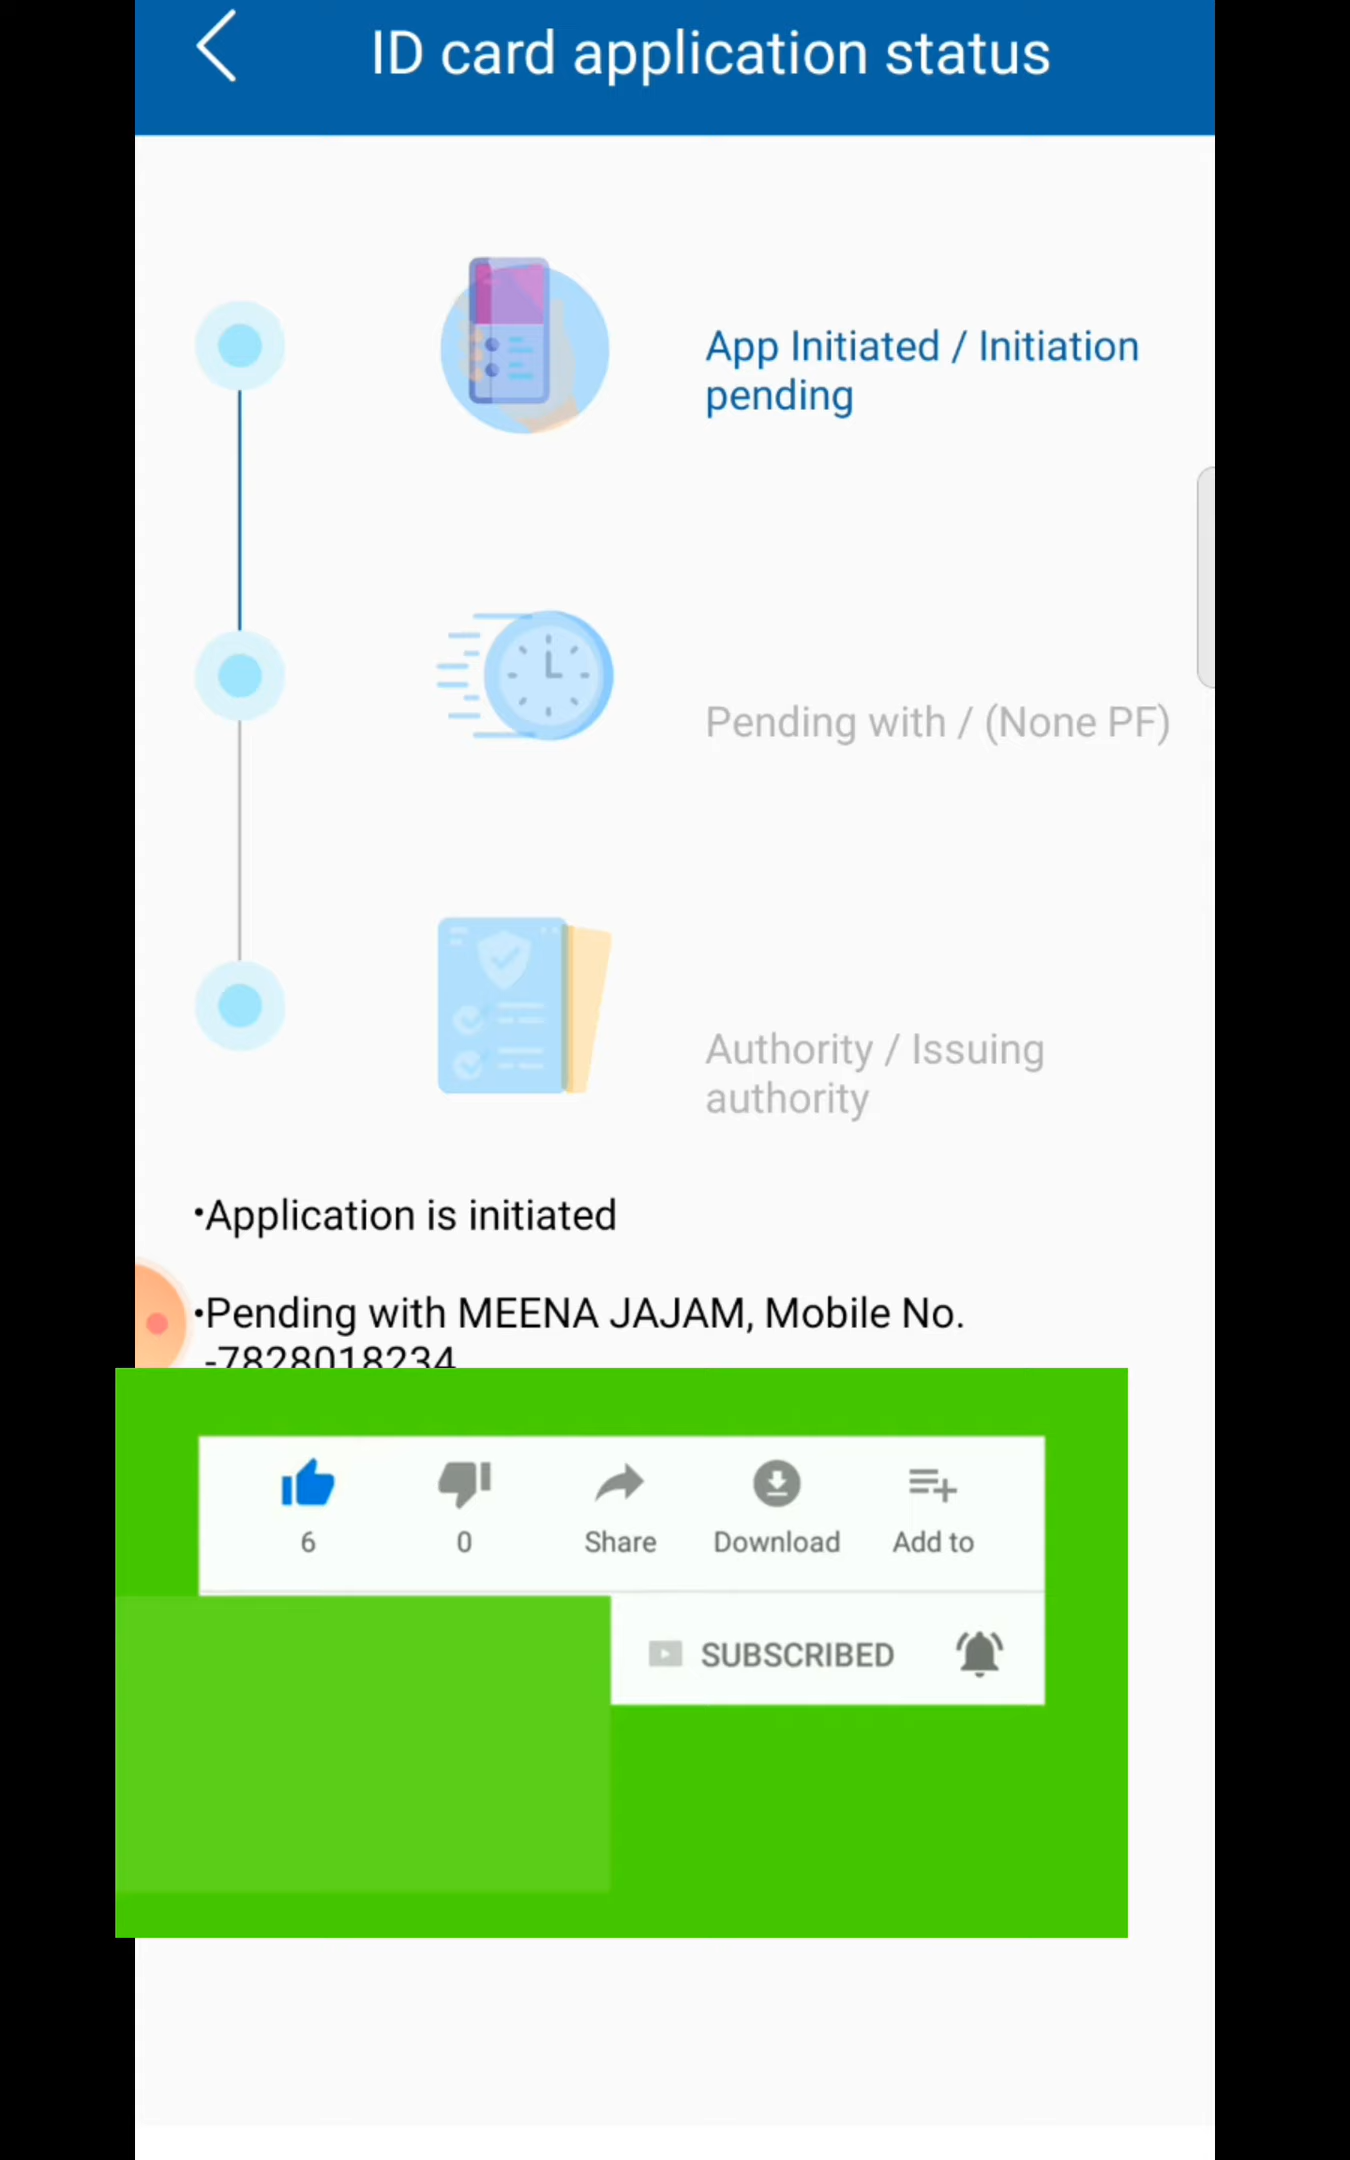 ID card application status
App Initiated / Initiation
pending
Pending with / (None PF)
Authority / Issuing
authority
•Application is initiated
•Pending with MEENA JAJAM, Mobile No.
-7828018234
6
0
Share
Download
Add to
SUBSCRIBED